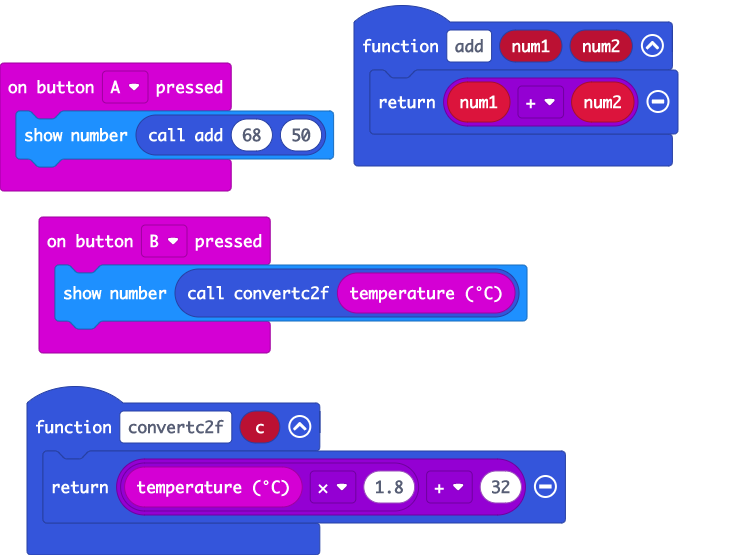 function add num1 num2
return num1 + num2
on button A pressed
show number call add 68 50
on button B pressed
show number call convertc2f temperature (°C)
function convertc2f c
return temperature (°C) × 1.8 + 32